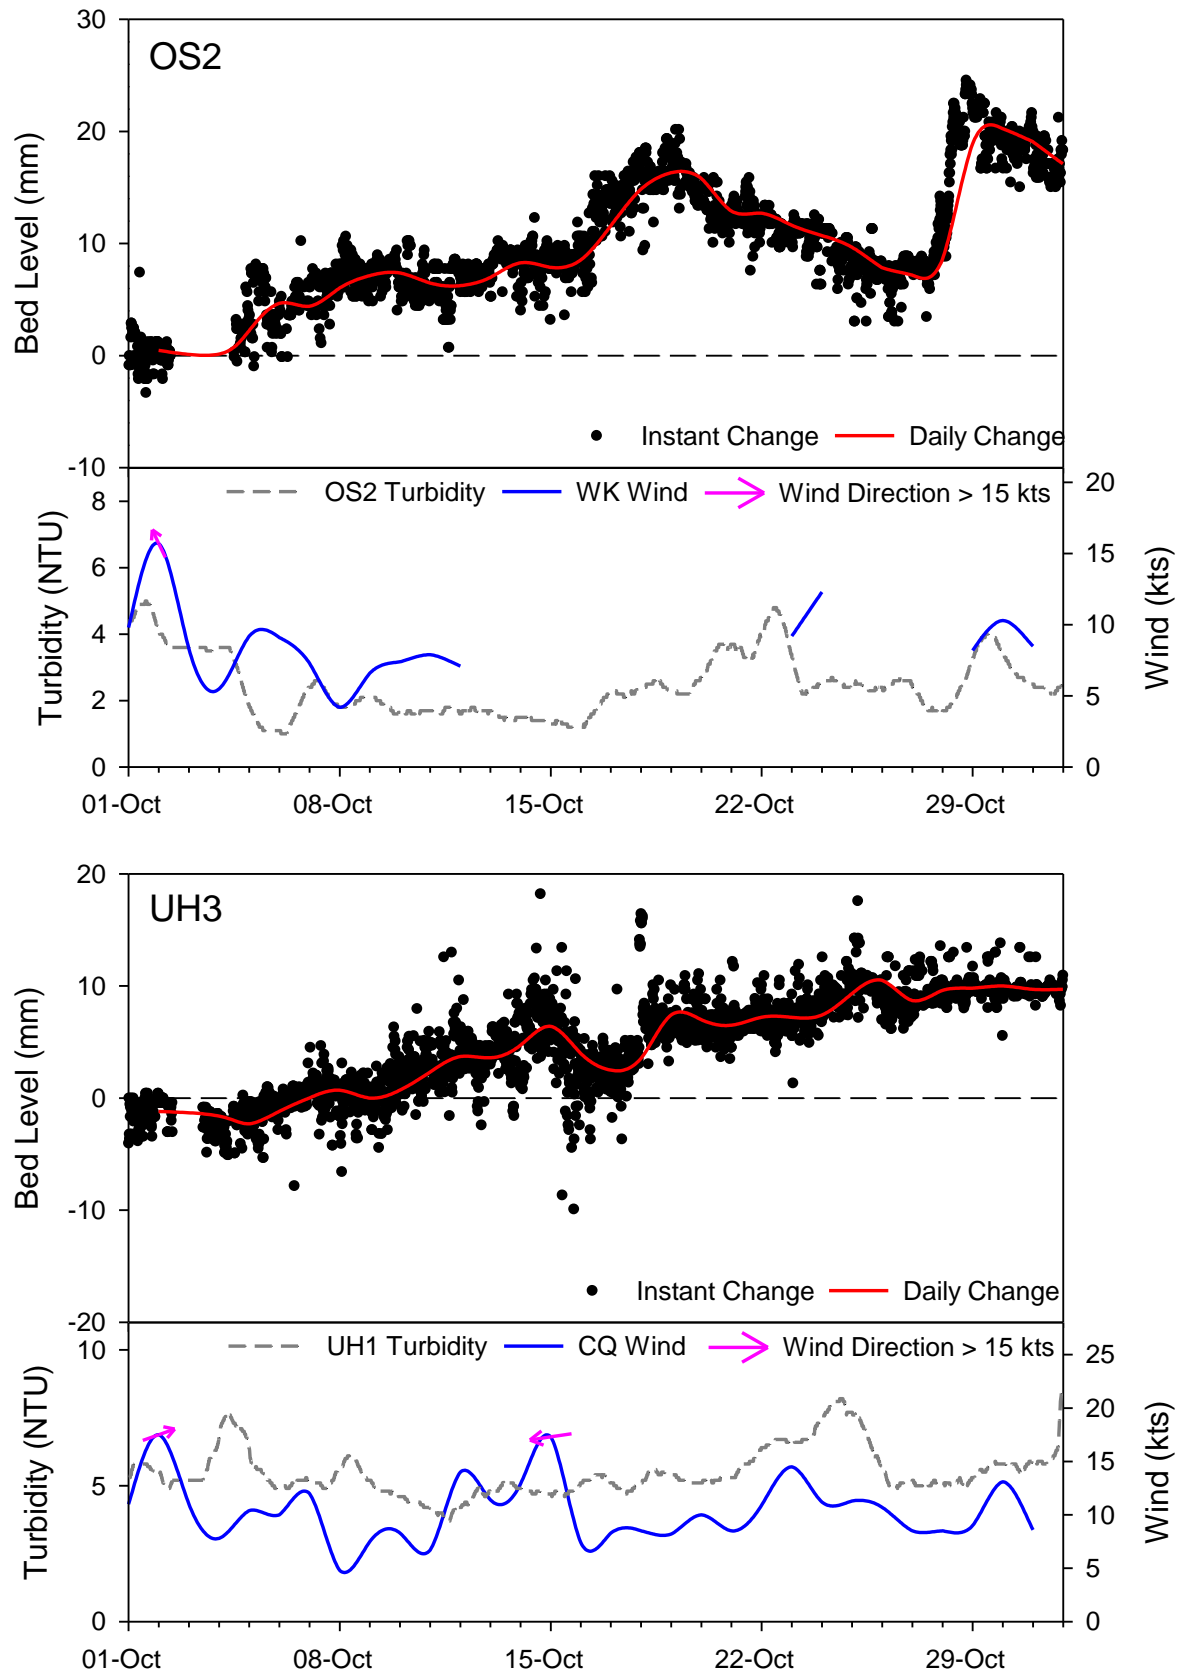 30
OS2
20
10
0
-10
Bed Level (mm)
Instant Change
Daily Change
OS2 Turbidity
WK Wind
Wind Direction > 15 kts
8
6
4
2
0
Turbidity (NTU)
20
15
10
5
0
Wind (kts)
01-Oct
08-Oct
15-Oct
22-Oct
29-Oct
20
UH3
10
0
-10
-20
Bed Level (mm)
Instant Change
Daily Change
UH1 Turbidity
CQ Wind
Wind Direction > 15 kts
10
5
0
Turbidity (NTU)
25
20
15
10
5
0
Wind (kts)
01-Oct
08-Oct
15-Oct
22-Oct
29-Oct